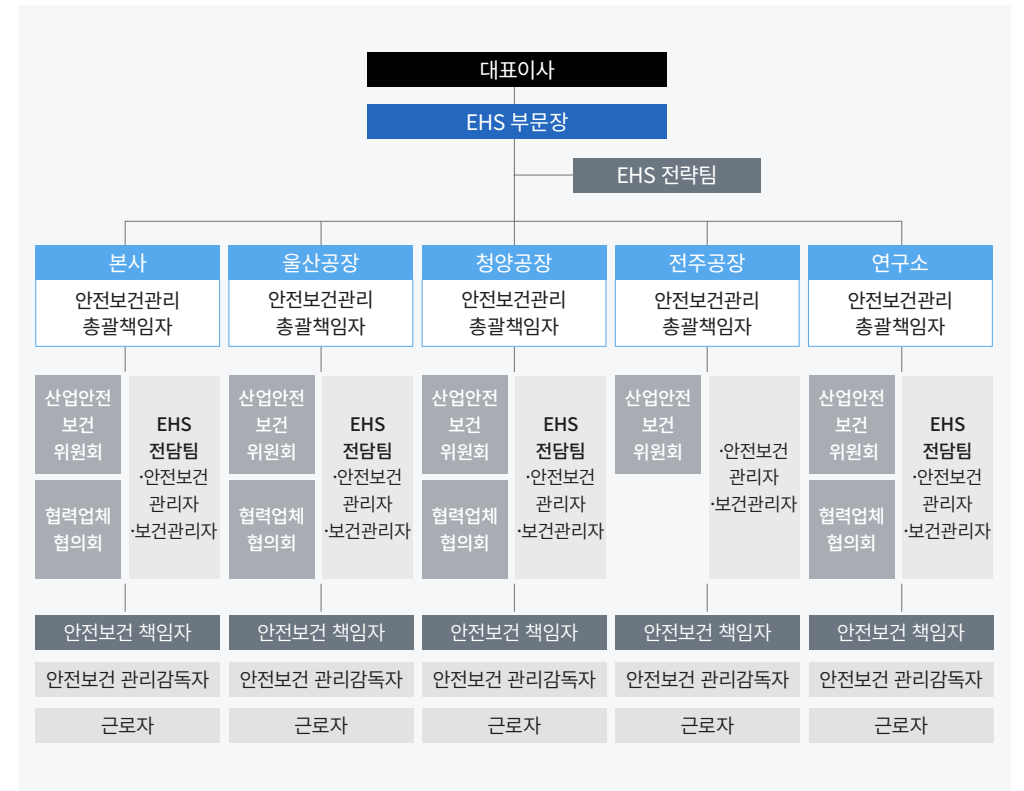 대표이사
EHS 부문장
EHS 전략팀
본사
안전보건관리
총괄책임자
울산공장
안전보건관리
총괄책임자
청양공장
안전보건관리
총괄책임자
전주공장
안전보건관리
총괄책임자
연구소
안전보건관리
총괄책임자
산업안전
보건
위원회
협력업체
협의회
EHS
전담팀
·안전보건
관리자
·보건관리자
산업안전
보건
위원회
협력업체
협의회
EHS
전담팀
·안전보건
관리자
·보건관리자
산업안전
보건
위원회
협력업체
협의회
EHS
전담팀
·안전보건
관리자
·보건관리자
산업안전
보건
위원회
·안전보건
관리자
·보건관리자
산업안전
보건
위원회
협력업체
협의회
EHS
전담팀
·안전보건
관리자
·보건관리자
안전보건 책임자
안전보건 책임자
안전보건 책임자
안전보건 책임자
안전보건 책임자
안전보건 관리감독자
안전보건 관리감독자
안전보건 관리감독자
안전보건 관리감독자
안전보건 관리감독자
근로자
근로자
근로자
근로자
근로자